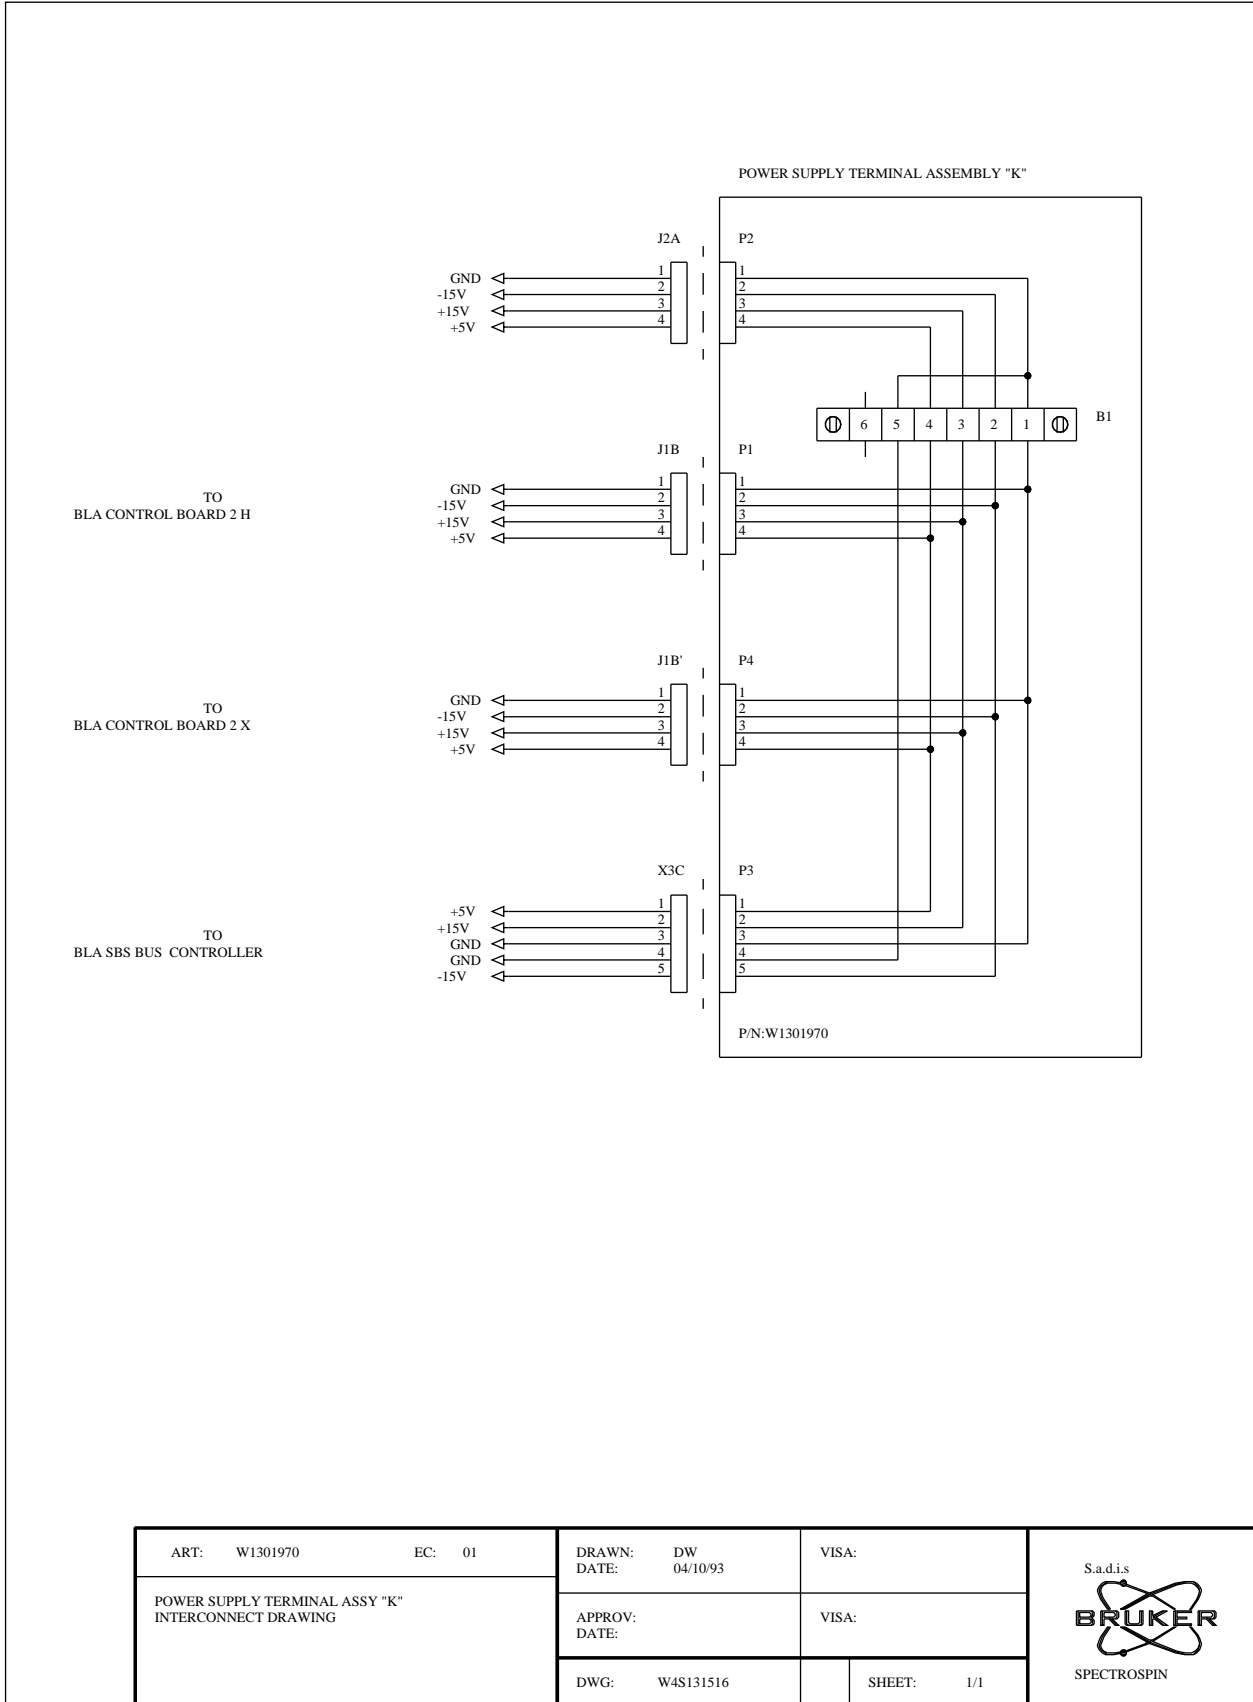 POWER SUPPLY TERMINAL ASSEMBLY "K"
J2A P2
GND 1 1
-15V 2 2
+15V 3 3
+5V 4 4
6 5 4 3 2 1 B1
J1B P1
TO
BLA CONTROL BOARD 2 H
GND 1 1
-15V 2 2
+15V 3 3
+5V 4 4
J1B' P4
TO
BLA CONTROL BOARD 2 X
GND 1 1
-15V 2 2
+15V 3 3
+5V 4 4
X3C P3
TO
BLA SBS BUS CONTROLLER
+5V 1 1
+15V 2 2
GND 3 3
GND 4 4
-15V 5 5
P/N:W1301970
ART: W1301970 EC: 01
POWER SUPPLY TERMINAL ASSY "K"
INTERCONNECT DRAWING
DRAWN: DW
DATE: 04/10/93
VISA:
APPROV:
DATE:
VISA:
DWG: W4S131516
SHEET: 1/1
S.a.d.i.s
BRUKER
SPECTROSPIN